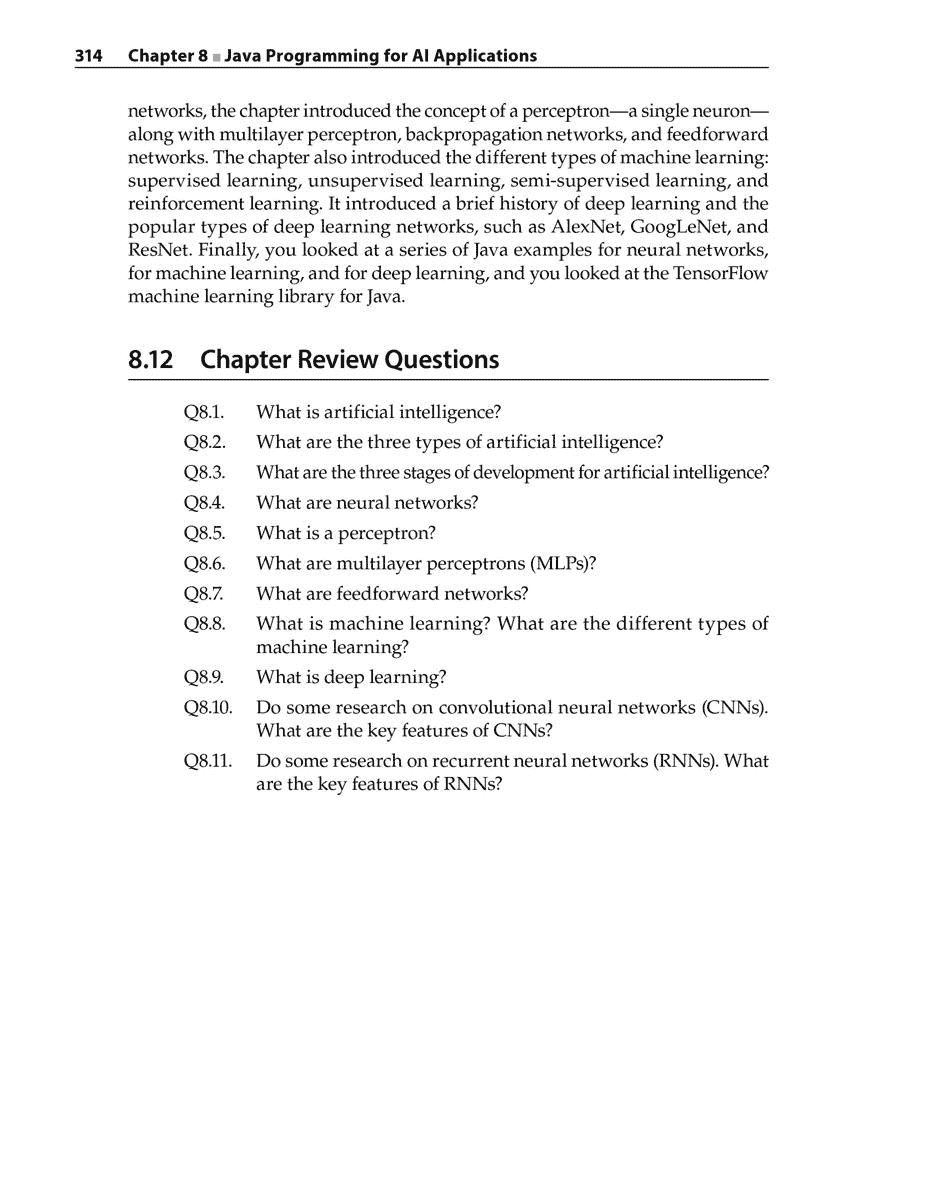 314 Chapter 8 ■ Java Programming for AI Applications
networks, the chapter introduced the concept of a perceptron—a single neuron—
along with multilayer perceptron, backpropagation networks, and feedforward
networks. The chapter also introduced the different types of machine learning:
supervised learning, unsupervised learning, semi-supervised learning, and
reinforcement learning. It introduced a brief history of deep learning and the
popular types of deep learning networks, such as AlexNet, GoogLeNet, and
ResNet. Finally, you looked at a series of Java examples for neural networks,
for machine learning, and for deep learning, and you looked at the TensorFlow
machine learning library for Java.
8.12 Chapter Review Questions
Q8.1. What is artificial intelligence?
Q8.2. What are the three types of artificial intelligence?
Q8.3. What are the three stages of development for artificial intelligence?
Q8.4. What are neural networks?
Q8.5. What is a perceptron?
Q8.6. What are multilayer perceptrons (MLPs)?
Q8.7. What are feedforward networks?
Q8.8. What is machine learning? What are the different types of
machine learning?
Q8.9. What is deep learning?
Q8.10. Do some research on convolutional neural networks (CNNs).
What are the key features of CNNs?
Q8.11. Do some research on recurrent neural networks (RNNs). What
are the key features of RNNs?